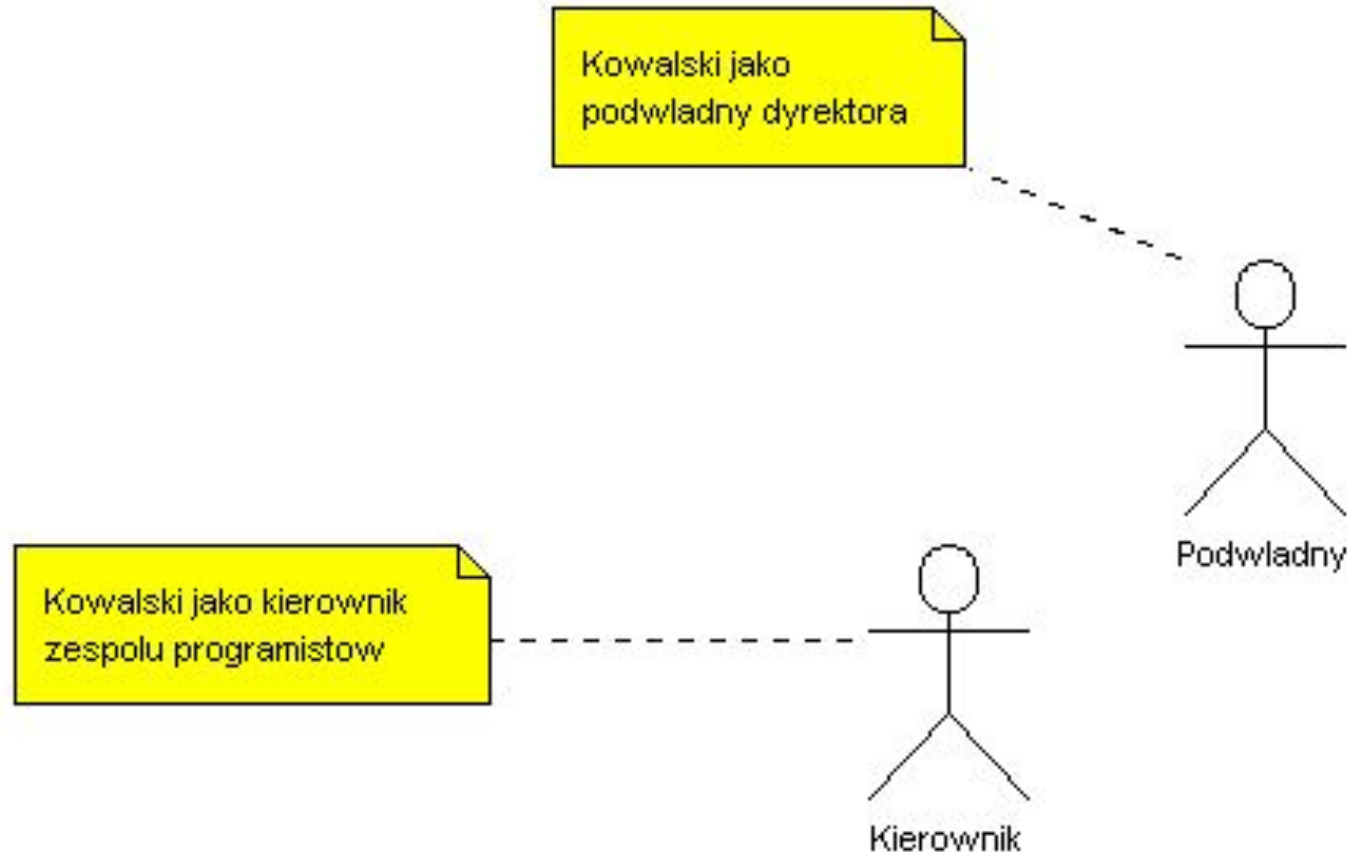 Kowalski jako
podwladny dyrektora
Podwladny
Kowalski jako kierownik
zespolu programistow
Kierownik